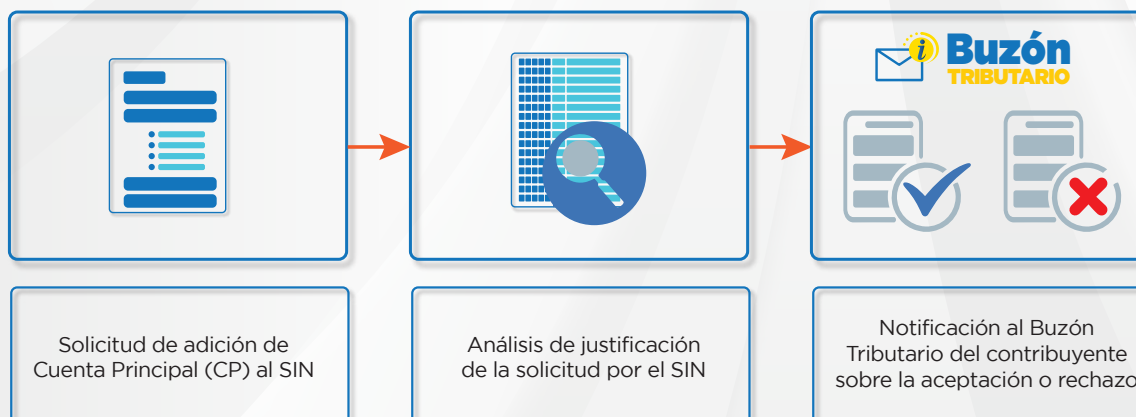 Buzón
TRIBUTARIO
Solicitud de adición de
Cuenta Principal (CP) al SIN
Análisis de justificación
de la solicitud por el SIN
Notificación al Buzón
Tributario del contribuyente
sobre la aceptación o rechazo